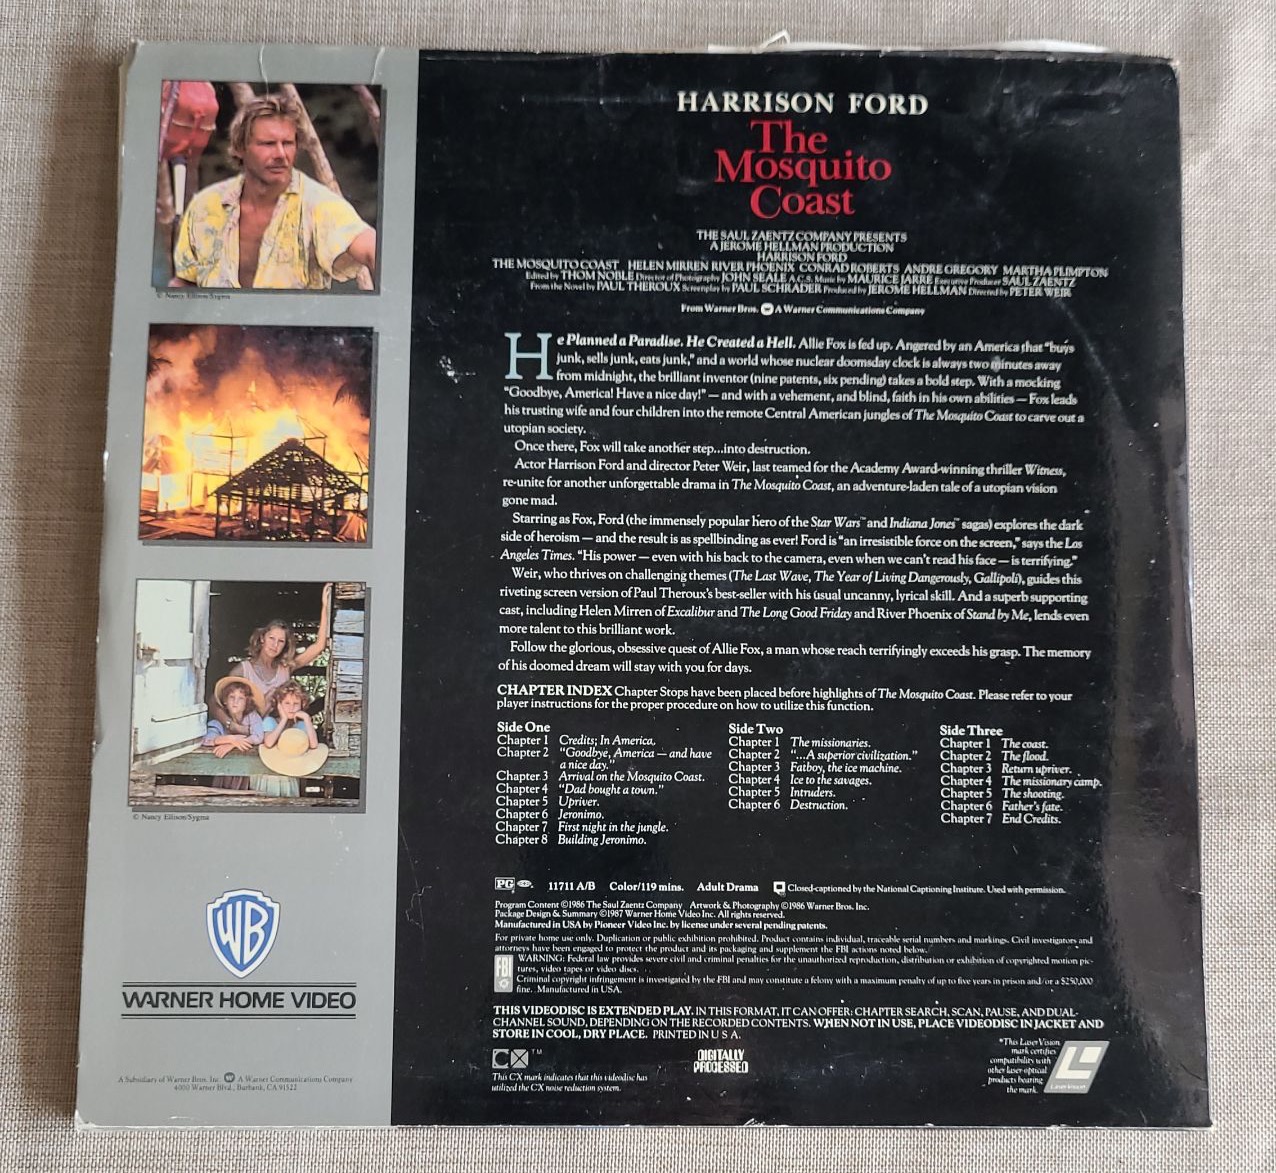 HARRISON FORD
The
Mosquito
Coast
THE SAUL ZAENTZ COMPANY PRESENTS
A JEROME HELLMAN PRODUCTION
HARRISON FORD
THE MOSQUITO COAST HELEN MIRREN RIVER PHOENIX CONRAD ROBERTS ANDRE GREGORY MARTHA PLIMPTON
Edited by THOM NOBLE Director of Photography JOHN SEALE A.C.S. Music by MAURICE JARRE Executive Producer SAUL ZAENTZ
From the Novel by PAUL THEROUX Screenplay by PAUL SCHRADER Produced by JEROME HELLMAN Directed by PETER WEIR
From Warner Bros. A Warner Communications Company
© Nancy Ellison/Sygma
He Planned a Paradise. He Created a Hell. Allie Fox is fed up. Angered by an America that "buys
junk, sells junk, eats junk," and a world whose nuclear doomsday clock is always two minutes away
from midnight, the brilliant inventor (nine patents, six pending) takes a bold step. With a mocking
"Goodbye, America! Have a nice day!" — and with a vehement, and blind, faith in his own abilities — Fox leads
his trusting wife and four children into the remote Central American jungles of The Mosquito Coast to carve out a
utopian society.
Once there, Fox will take another step...into destruction.
Actor Harrison Ford and director Peter Weir, last teamed for the Academy Award-winning thriller Witness,
re-unite for another unforgettable drama in The Mosquito Coast, an adventure-laden tale of a utopian vision
gone mad.
Starring as Fox, Ford (the immensely popular hero of the Star Wars™ and Indiana Jones™ sagas) explores the dark
side of heroism — and the result is as spellbinding as ever! Ford is "an irresistible force on the screen," says the Los
Angeles Times. "His power — even with his back to the camera, even when we can't read his face — is terrifying."
Weir, who thrives on challenging themes (The Last Wave, The Year of Living Dangerously, Gallipoli), guides this
riveting screen version of Paul Theroux's best-seller with his usual uncanny, lyrical skill. And a superb supporting
cast, including Helen Mirren of Excalibur and The Long Good Friday and River Phoenix of Stand by Me, lends even
more talent to this brilliant work.
Follow the glorious, obsessive quest of Allie Fox, a man whose reach terrifyingly exceeds his grasp. The memory
of his doomed dream will stay with you for days.
CHAPTER INDEX Chapter Stops have been placed before highlights of The Mosquito Coast. Please refer to your
player instructions for the proper procedure on how to utilize this function.
Side One
Chapter 1 Credits; In America.
Chapter 2 "Goodbye, America — and have
a nice day."
Chapter 3 Arrival on the Mosquito Coast.
Chapter 4 "Dad bought a town."
Chapter 5 Upriver.
Chapter 6 Jeronimo.
Chapter 7 First night in the jungle.
Chapter 8 Building Jeronimo.
Side Two
Chapter 1 The missionaries.
Chapter 2 "...A superior civilization."
Chapter 3 Fatboy, the ice machine.
Chapter 4 Ice to the savages.
Chapter 5 Intruders.
Chapter 6 Destruction.
Side Three
Chapter 1 The coast.
Chapter 2 The flood.
Chapter 3 Return upriver.
Chapter 4 The missionary camp.
Chapter 5 The shooting.
Chapter 6 Father's fate.
Chapter 7 End Credits.
© Nancy Ellison/Sygma
PG 11711 A/B Color/119 mins. Adult Drama Closed-captioned by the National Captioning Institute. Used with permission.
Program Content ©1986 The Saul Zaentz Company Artwork & Photography ©1986 Warner Bros. Inc.
Package Design & Summary ©1987 Warner Home Video Inc. All rights reserved.
Manufactured in USA by Pioneer Video Inc. by license under several pending patents.
For private home use only. Duplication or public exhibition prohibited. Product contains individual, traceable serial numbers and markings. Civil investigators and
attorneys have been engaged to protect the product and its packaging and supplement the FBI actions noted below.
FBI
WARNING: Federal law provides severe civil and criminal penalties for the unauthorized reproduction, distribution or exhibition of copyrighted motion pic-
tures, video tapes or video discs.
Criminal copyright infringement is investigated by the FBI and may constitute a felony with a maximum penalty of up to five years in prison and/or a $250,000
fine. Manufactured in USA.
THIS VIDEODISC IS EXTENDED PLAY. IN THIS FORMAT, IT CAN OFFER: CHAPTER SEARCH, SCAN, PAUSE, AND DUAL-
CHANNEL SOUND, DEPENDING ON THE RECORDED CONTENTS. WHEN NOT IN USE, PLACE VIDEODISC IN JACKET AND
STORE IN COOL, DRY PLACE. PRINTED IN U S A.
CX™
This CX mark indicates that this videodisc has
utilized the CX noise reduction system.
DIGITALLY
PROCESSED
*This LaserVision
mark certifies
compatibility with
other laser optical
products bearing
the mark.
LaserVision
WB
WARNER HOME VIDEO
A Subsidiary of Warner Bros. Inc. A Warner Communications Company
4000 Warner Blvd., Burbank, CA 91522